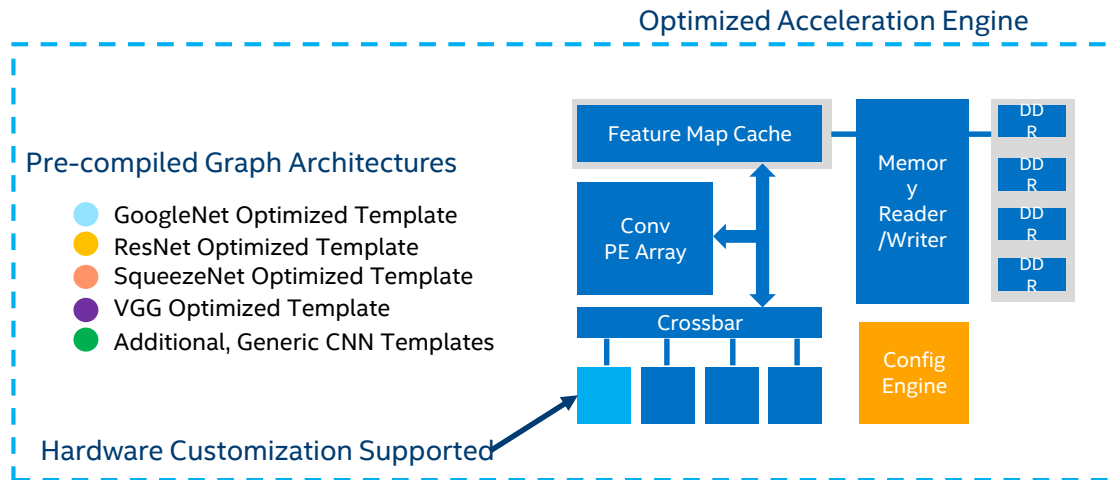 Optimized Acceleration Engine
Pre-compiled Graph Architectures
GoogleNet Optimized Template
ResNet Optimized Template
SqueezeNet Optimized Template
VGG Optimized Template
Additional, Generic CNN Templates
Hardware Customization Supported
Feature Map Cache
Conv
PE Array
Crossbar
Memor
y
Reader
/Writer
Config
Engine
DD
R
DD
R
DD
R
DD
R